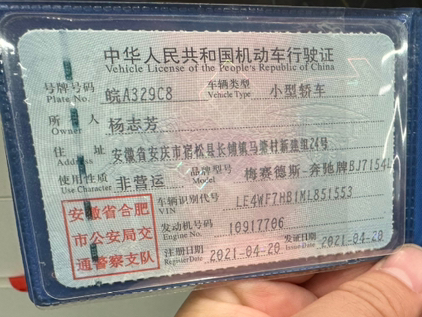 中华人民共和国机动车行驶证
Vehicle License of the People's Republic of China
号牌号码 皖A329C8 车辆类型 小型轿车
Plate No. Vehicle Type
所有人 杨志芳
Owner
住址 安徽省安庆市宿松县长铺镇马塝村新建组24号
Address
使用性质 非营运 品牌型号 梅赛德斯-奔驰牌BJ7154L
Use Character Model
安徽省合肥
市公安局交
通警察支队
车辆识别代号 LE4WF7HB1ML851553
VIN
发动机号码 10917706
Engine No.
注册日期 2021-04-20 发证日期 2021-04-20
Register Date Issue Date